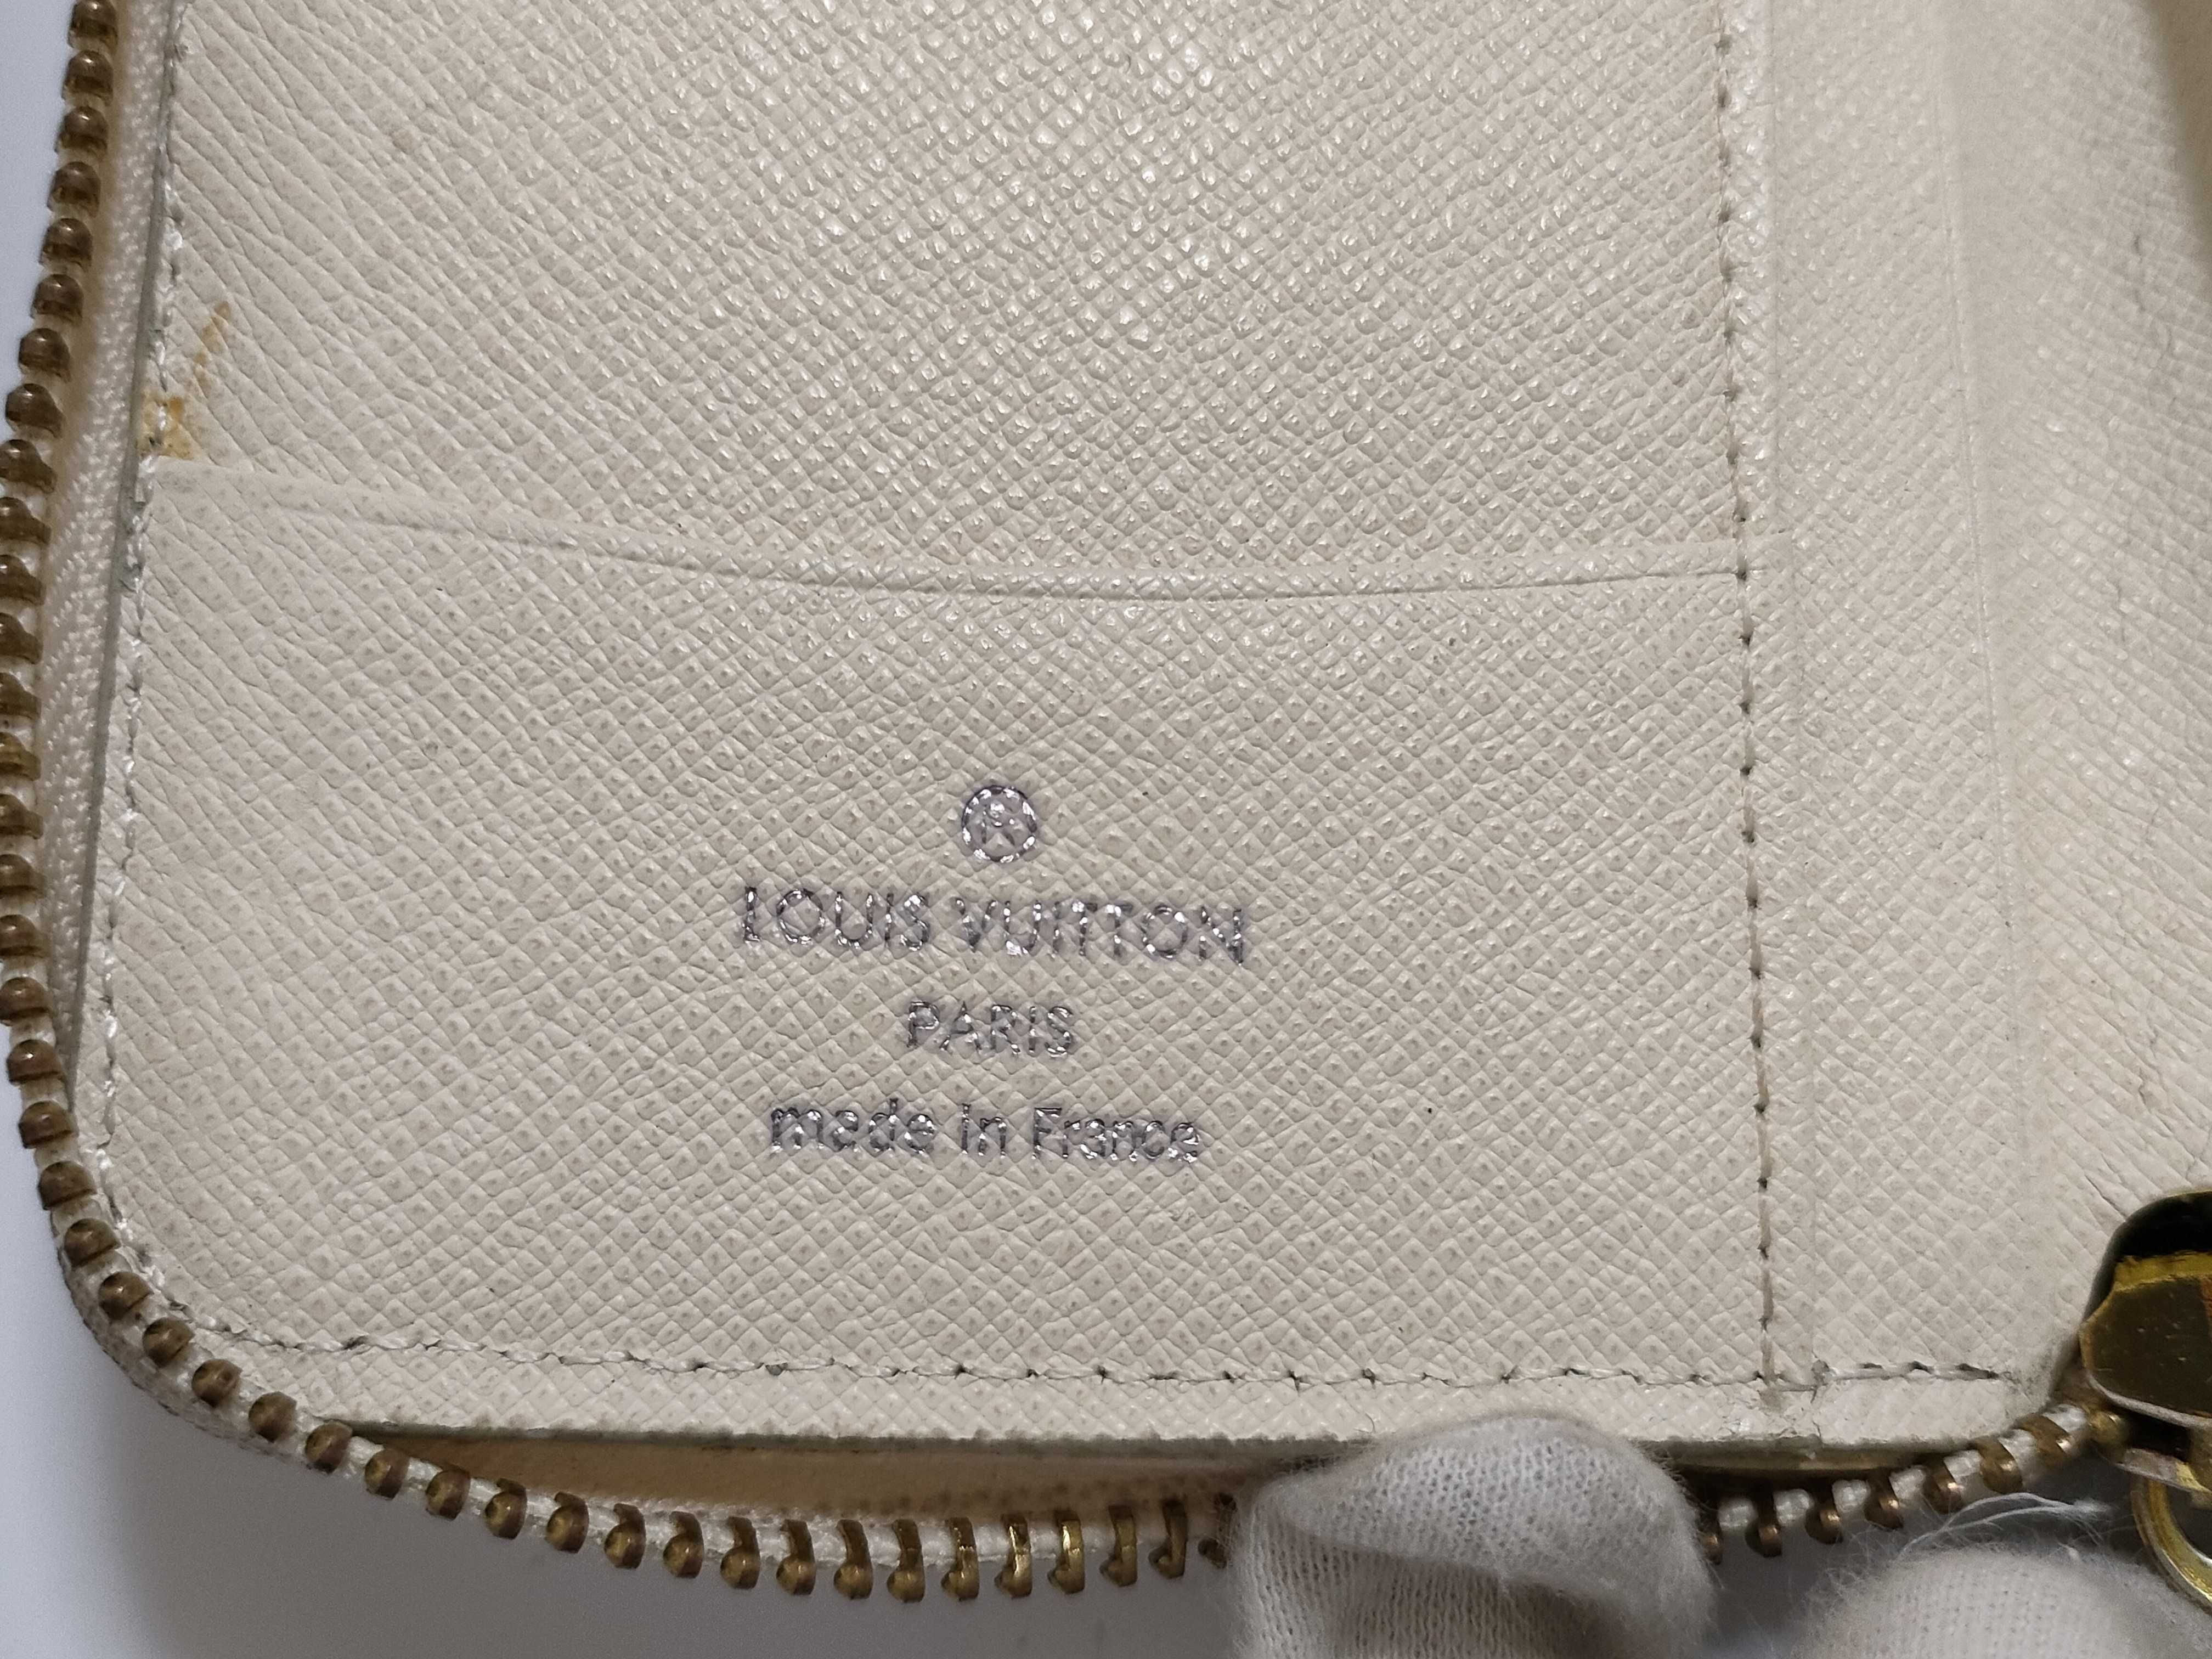 ®
LOUIS VUITTON
PARIS
made in France